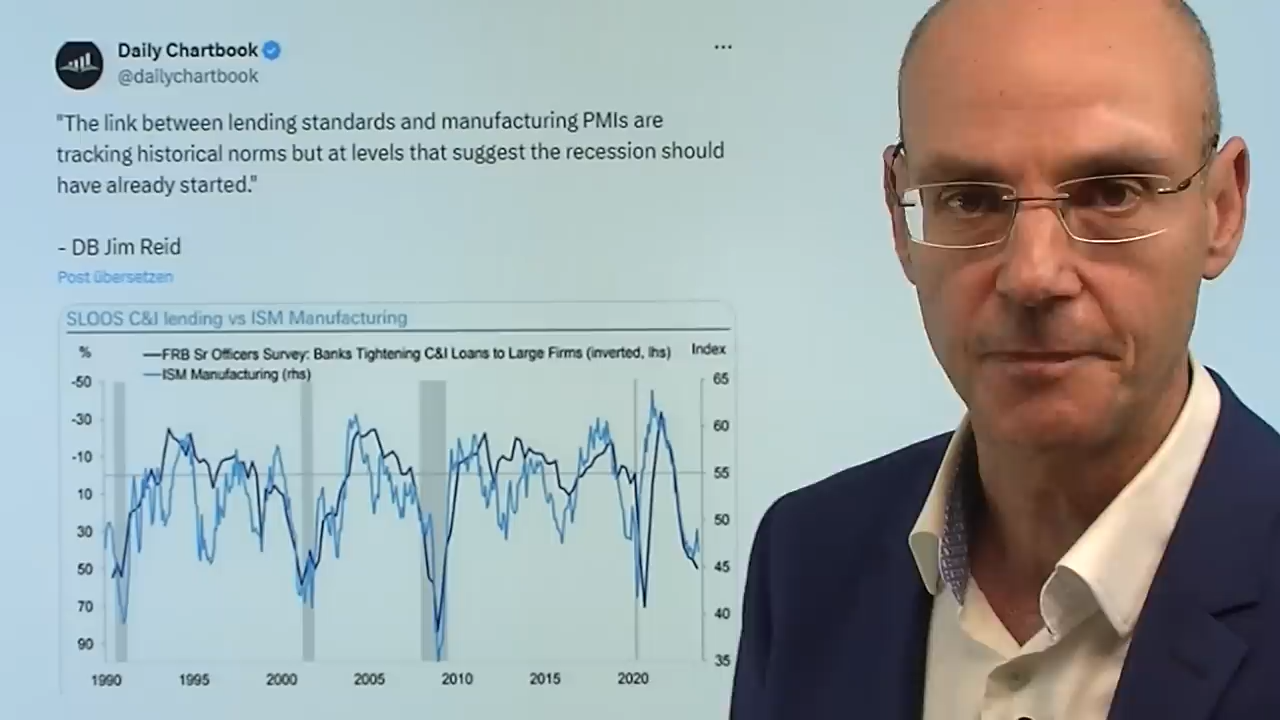 Daily Chartbook
@dailychartbook
...
"The link between lending standards and manufacturing PMIs are
tracking historical norms but at levels that suggest the recession should
have already started."
- DB Jim Reid
Post übersetzen
SLOOS C&I lending vs ISM Manufacturing
% —FRB Sr Officers Survey: Banks Tightening C&I Loans to Large Firms (inverted, lhs) Index
—ISM Manufacturing (rhs)
-50 65
-30 60
-10 55
10 50
30 45
50 40
70 35
90
1990 1995 2000 2005 2010 2015 2020